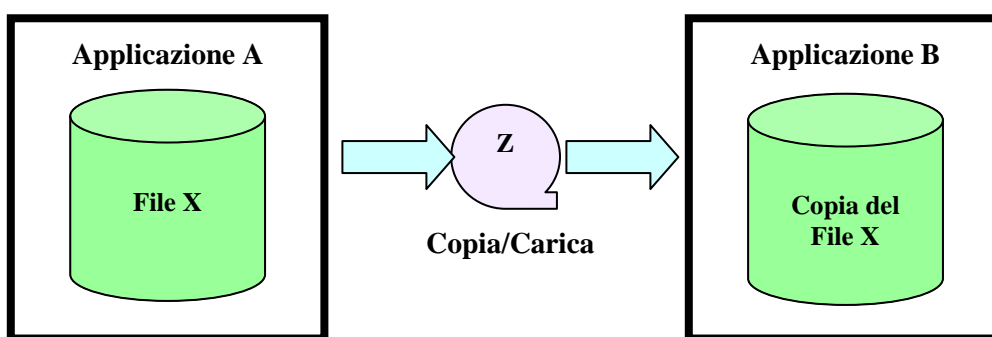 Applicazione A
File X
Z
Copia/Carica
Applicazione B
Copia del
File X